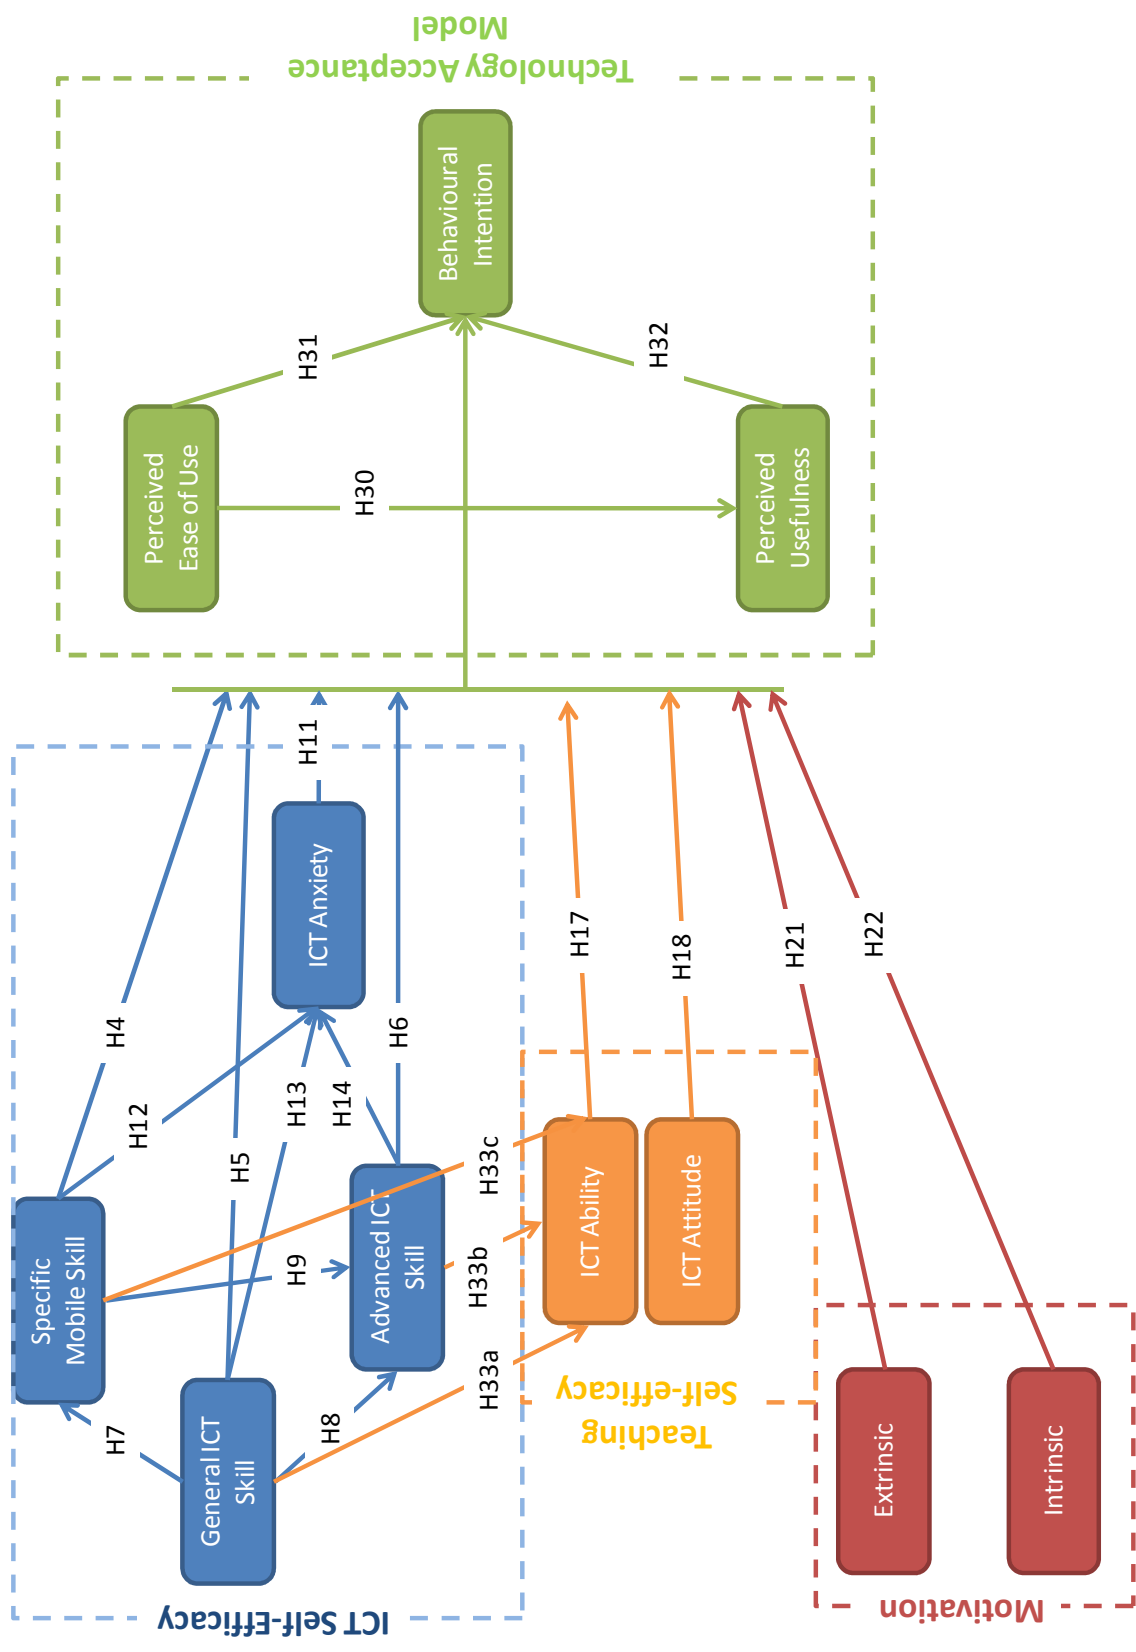 ICT Self-Efficacy
Specific
Mobile Skill
General ICT
Skill
Advanced ICT
Skill
ICT Anxiety
H7
H8
H9
H12
H13
H14
H4
H5
H11
H6
H33a
H33b
H33c
Teaching
Self-efficacy
ICT Ability
ICT Attitude
H17
H18
Motivation
Extrinsic
Intrinsic
H21
H22
Technology Acceptance
Model
Perceived
Ease of Use
Perceived
Usefulness
Behavioural
Intention
H30
H31
H32